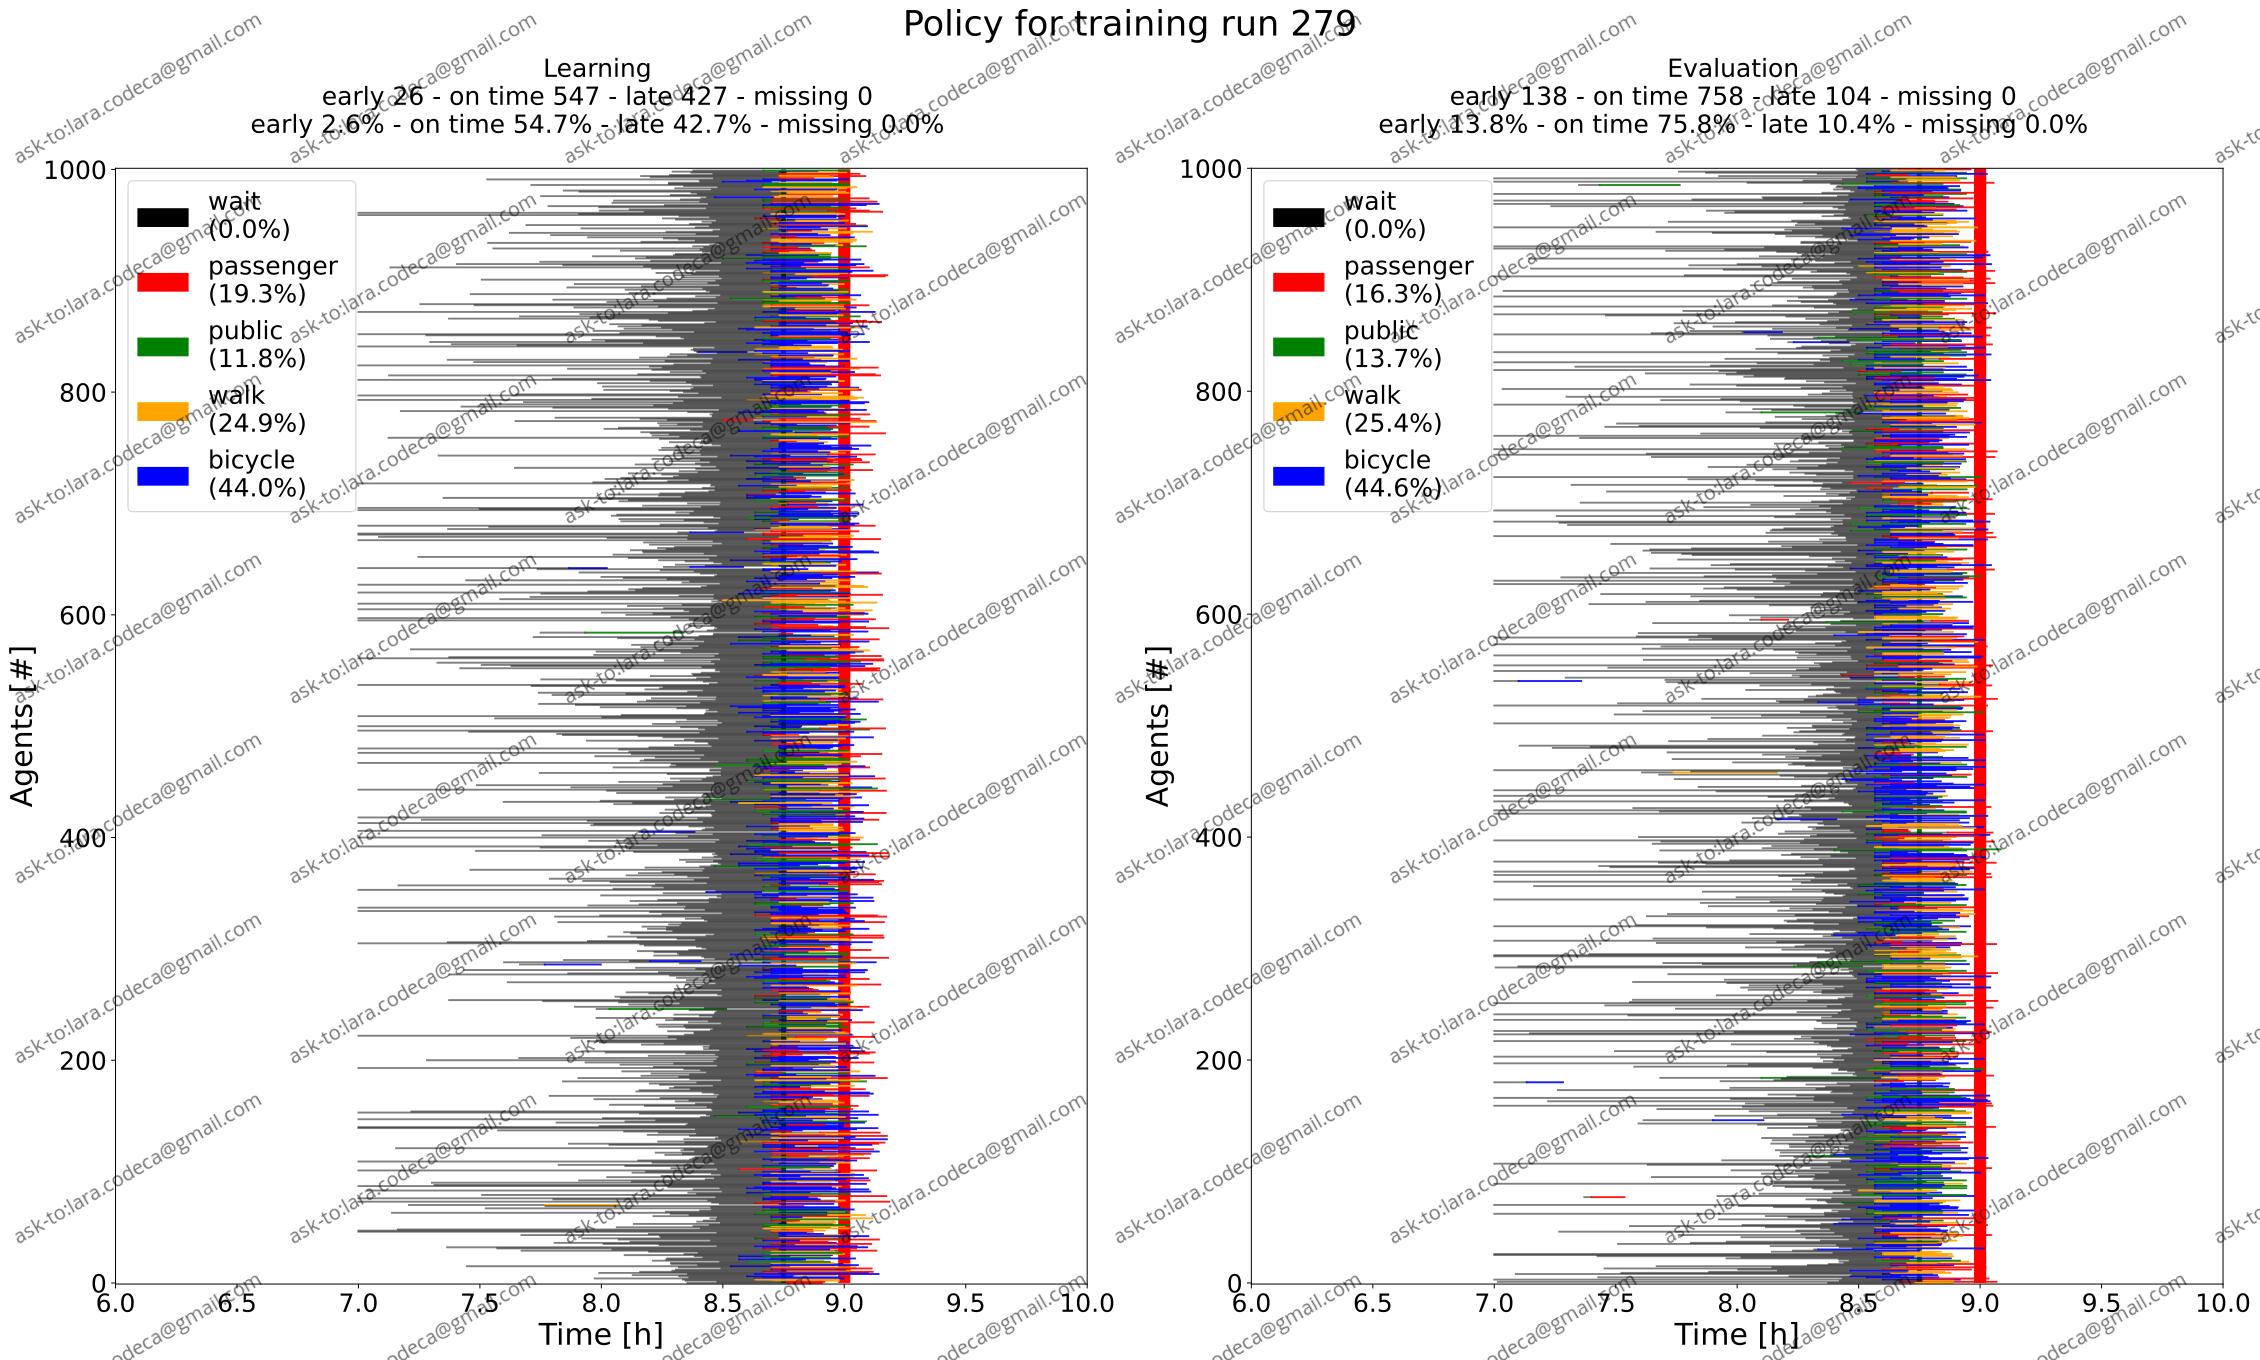 Policy for training run 279
Learning
early 26 - on time 547 - late 427 - missing 0
early 2.6% - on time 54.7% - late 42.7% - missing 0.0%
1000
800
600
400
200
0
Agents [#]
wait
(0.0%)
passenger
(19.3%)
public
(11.8%)
walk
(24.9%)
bicycle
(44.0%)
6.0 6.5 7.0 7.5 8.0 8.5 9.0 9.5 10.0
Time [h]
Evaluation
early 138 - on time 758 - late 104 - missing 0
early 13.8% - on time 75.8% - late 10.4% - missing 0.0%
1000
800
600
400
200
0
Agents [#]
wait
(0.0%)
passenger
(16.3%)
public
(13.7%)
walk
(25.4%)
bicycle
(44.6%)
6.0 6.5 7.0 7.5 8.0 8.5 9.0 9.5 10.0
Time [h]
ask-to:lara.codeca@gmail.com